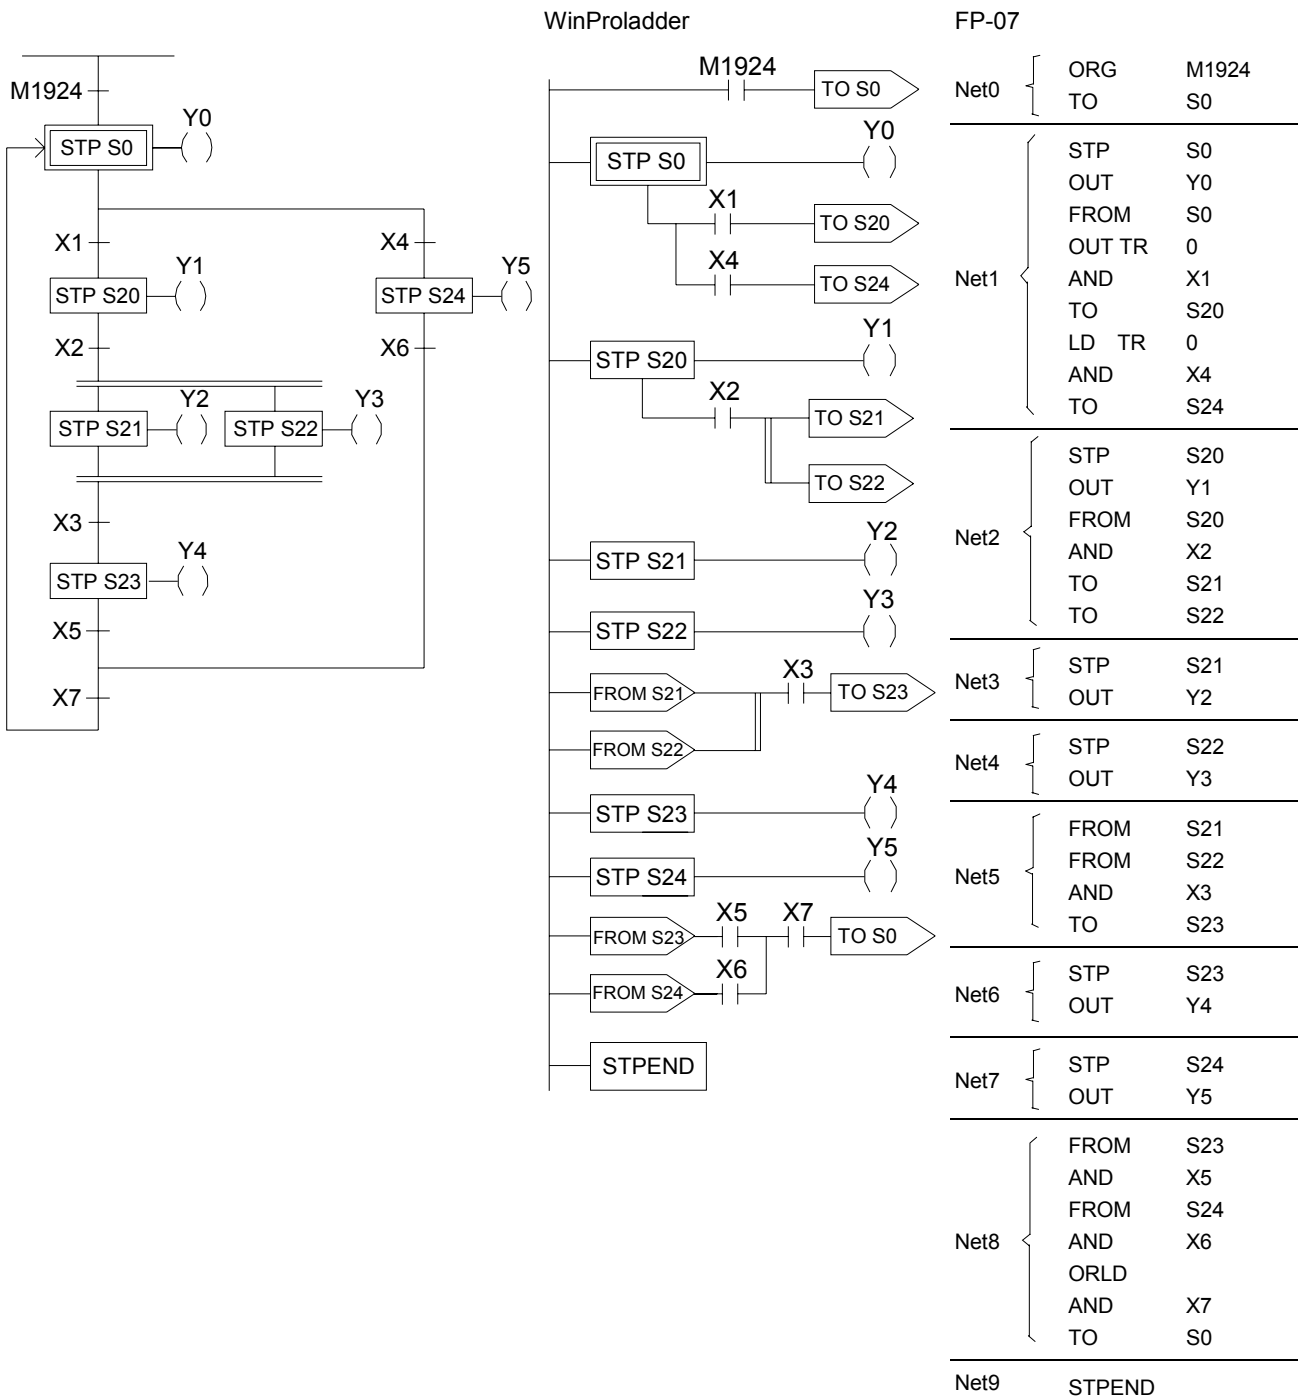 WinProladder
FP-07
M1924
Y0
STP S0
X1
X4
Y1
Y5
STP S20
STP S24
X2
X6
Y2
Y3
STP S21
STP S22
X3
Y4
STP S23
X5
X7
M1924
TO S0
Y0
STP S0
X1
TO S20
X4
TO S24
Y1
STP S20
X2
TO S21
TO S22
Y2
STP S21
Y3
STP S22
X3
FROM S21
TO S23
FROM S22
Y4
STP S23
Y5
STP S24
X5
X7
FROM S23
TO S0
X6
FROM S24
STPEND
Net0
ORG M1924
TO S0
Net1
STP S0
OUT Y0
FROM S0
OUT TR 0
AND X1
TO S20
LD TR 0
AND X4
TO S24
Net2
STP S20
OUT Y1
FROM S20
AND X2
TO S21
TO S22
Net3
STP S21
OUT Y2
Net4
STP S22
OUT Y3
Net5
FROM S21
FROM S22
AND X3
TO S23
Net6
STP S23
OUT Y4
Net7
STP S24
OUT Y5
Net8
FROM S23
AND X5
FROM S24
AND X6
ORLD
AND X7
TO S0
Net9
STPEND